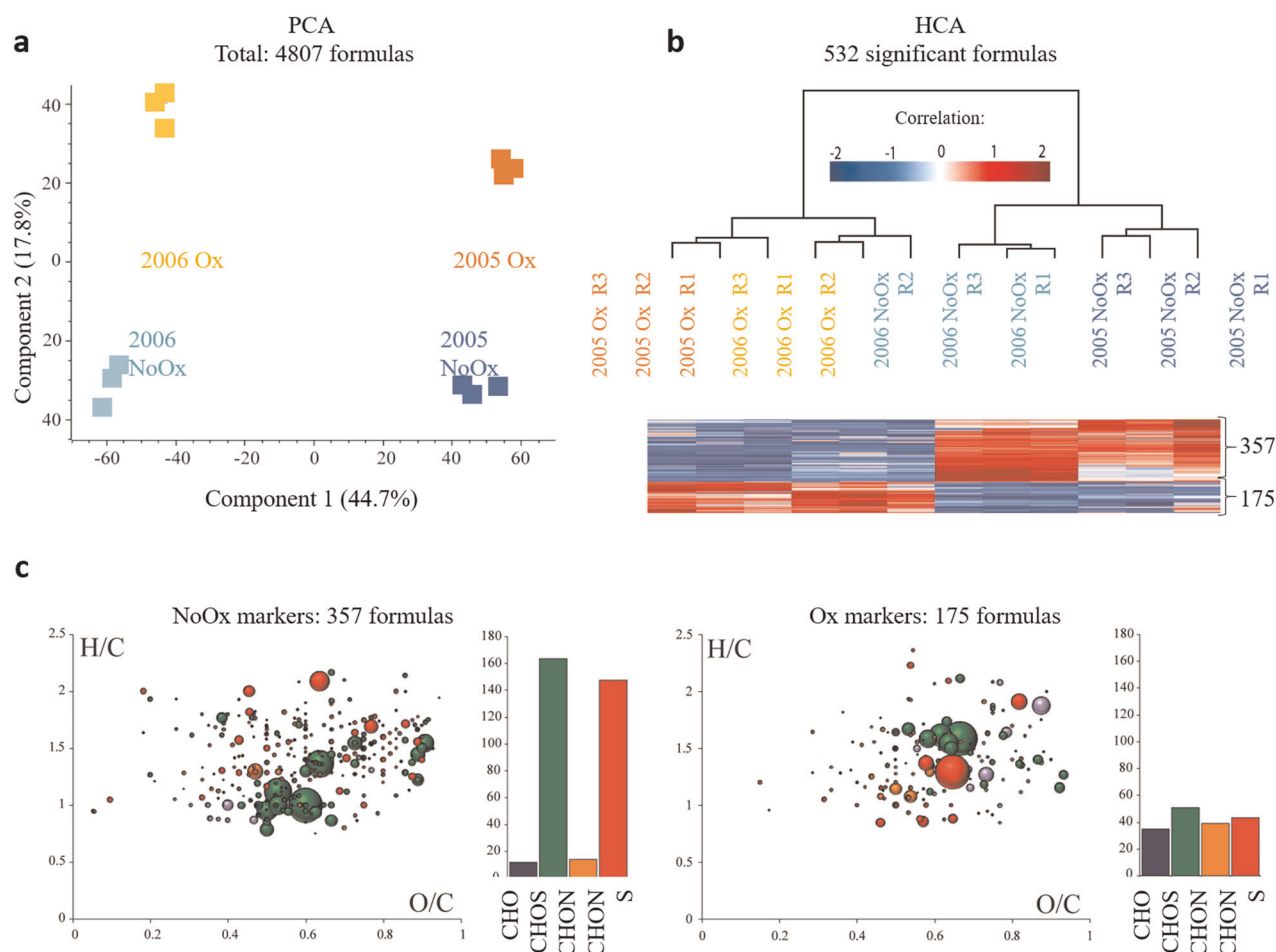 a
PCA
Total: 4807 formulas
Component 2 (17.8%)
40
20
0
20
40
2006 Ox
2005 Ox
2006
NoOx
2005
NoOx
-60
-40
-20
0
20
40
60
Component 1 (44.7%)
b
HCA
532 significant formulas
Correlation:
-2
-1
0
1
2
2005 Ox R3
2005 Ox R2
2005 Ox R1
2006 Ox R3
2006 Ox R1
2006 Ox R2
2006 NoOx
R2
2006 NoOx
R3
2006 NoOx
R1
2005 NoOx
R3
2005 NoOx
R2
2005 NoOx
R1
357
175
c
NoOx markers: 357 formulas
H/C
2.5
2
1.5
1
0.5
0
0
0.2
0.4
0.6
0.8
1
O/C
180
160
140
120
100
80
60
40
20
0
CHO
CHOS
CHON
CHON
S
Ox markers: 175 formulas
H/C
2.5
2
1.5
1
0.5
0
0
0.2
0.4
0.6
0.8
1
O/C
180
160
140
120
100
80
60
40
20
0
CHO
CHOS
CHON
CHON
S